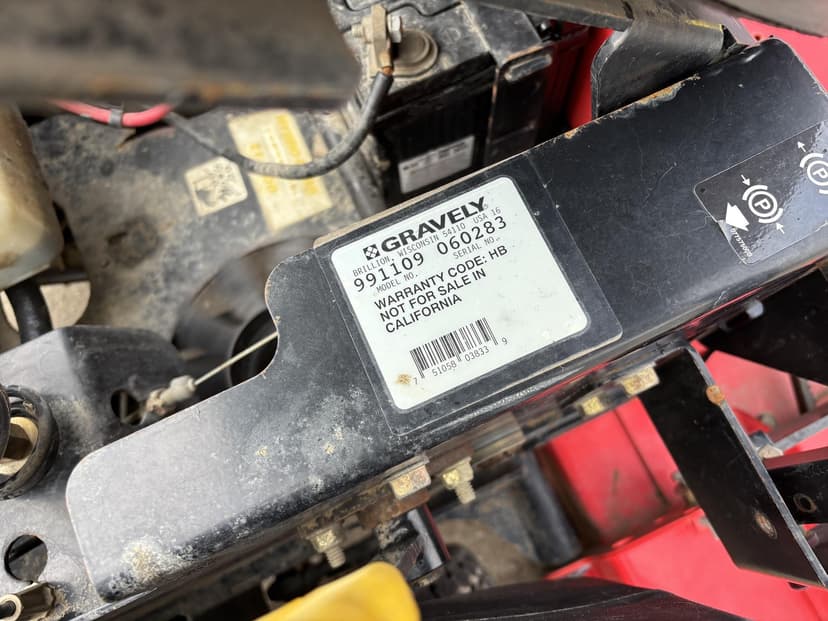 GRAVELY
BRILLION, WISCONSIN 54110 USA 16
991109 060283
MODEL NO. SERIAL NO.
WARRANTY CODE: HB
NOT FOR SALE IN
CALIFORNIA
7 51058 03833 9
P
P